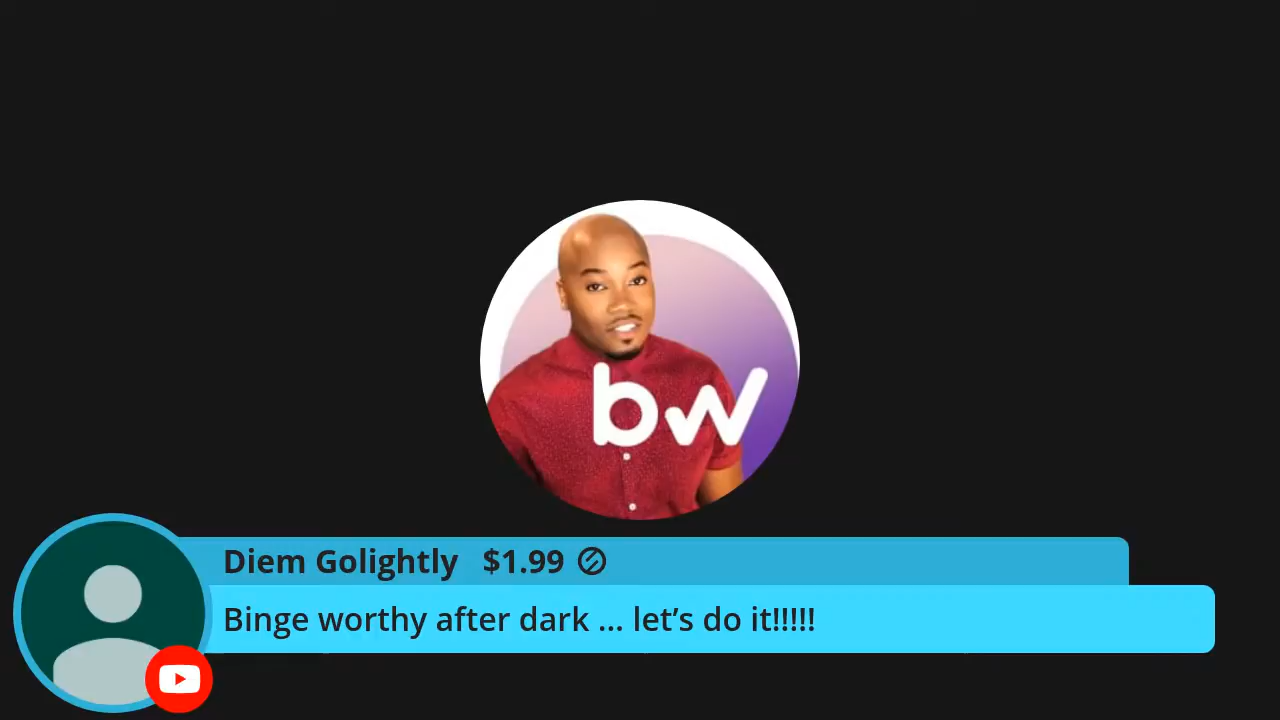 bw
Diem Golightly $1.99
Binge worthy after dark ... let’s do it!!!!!